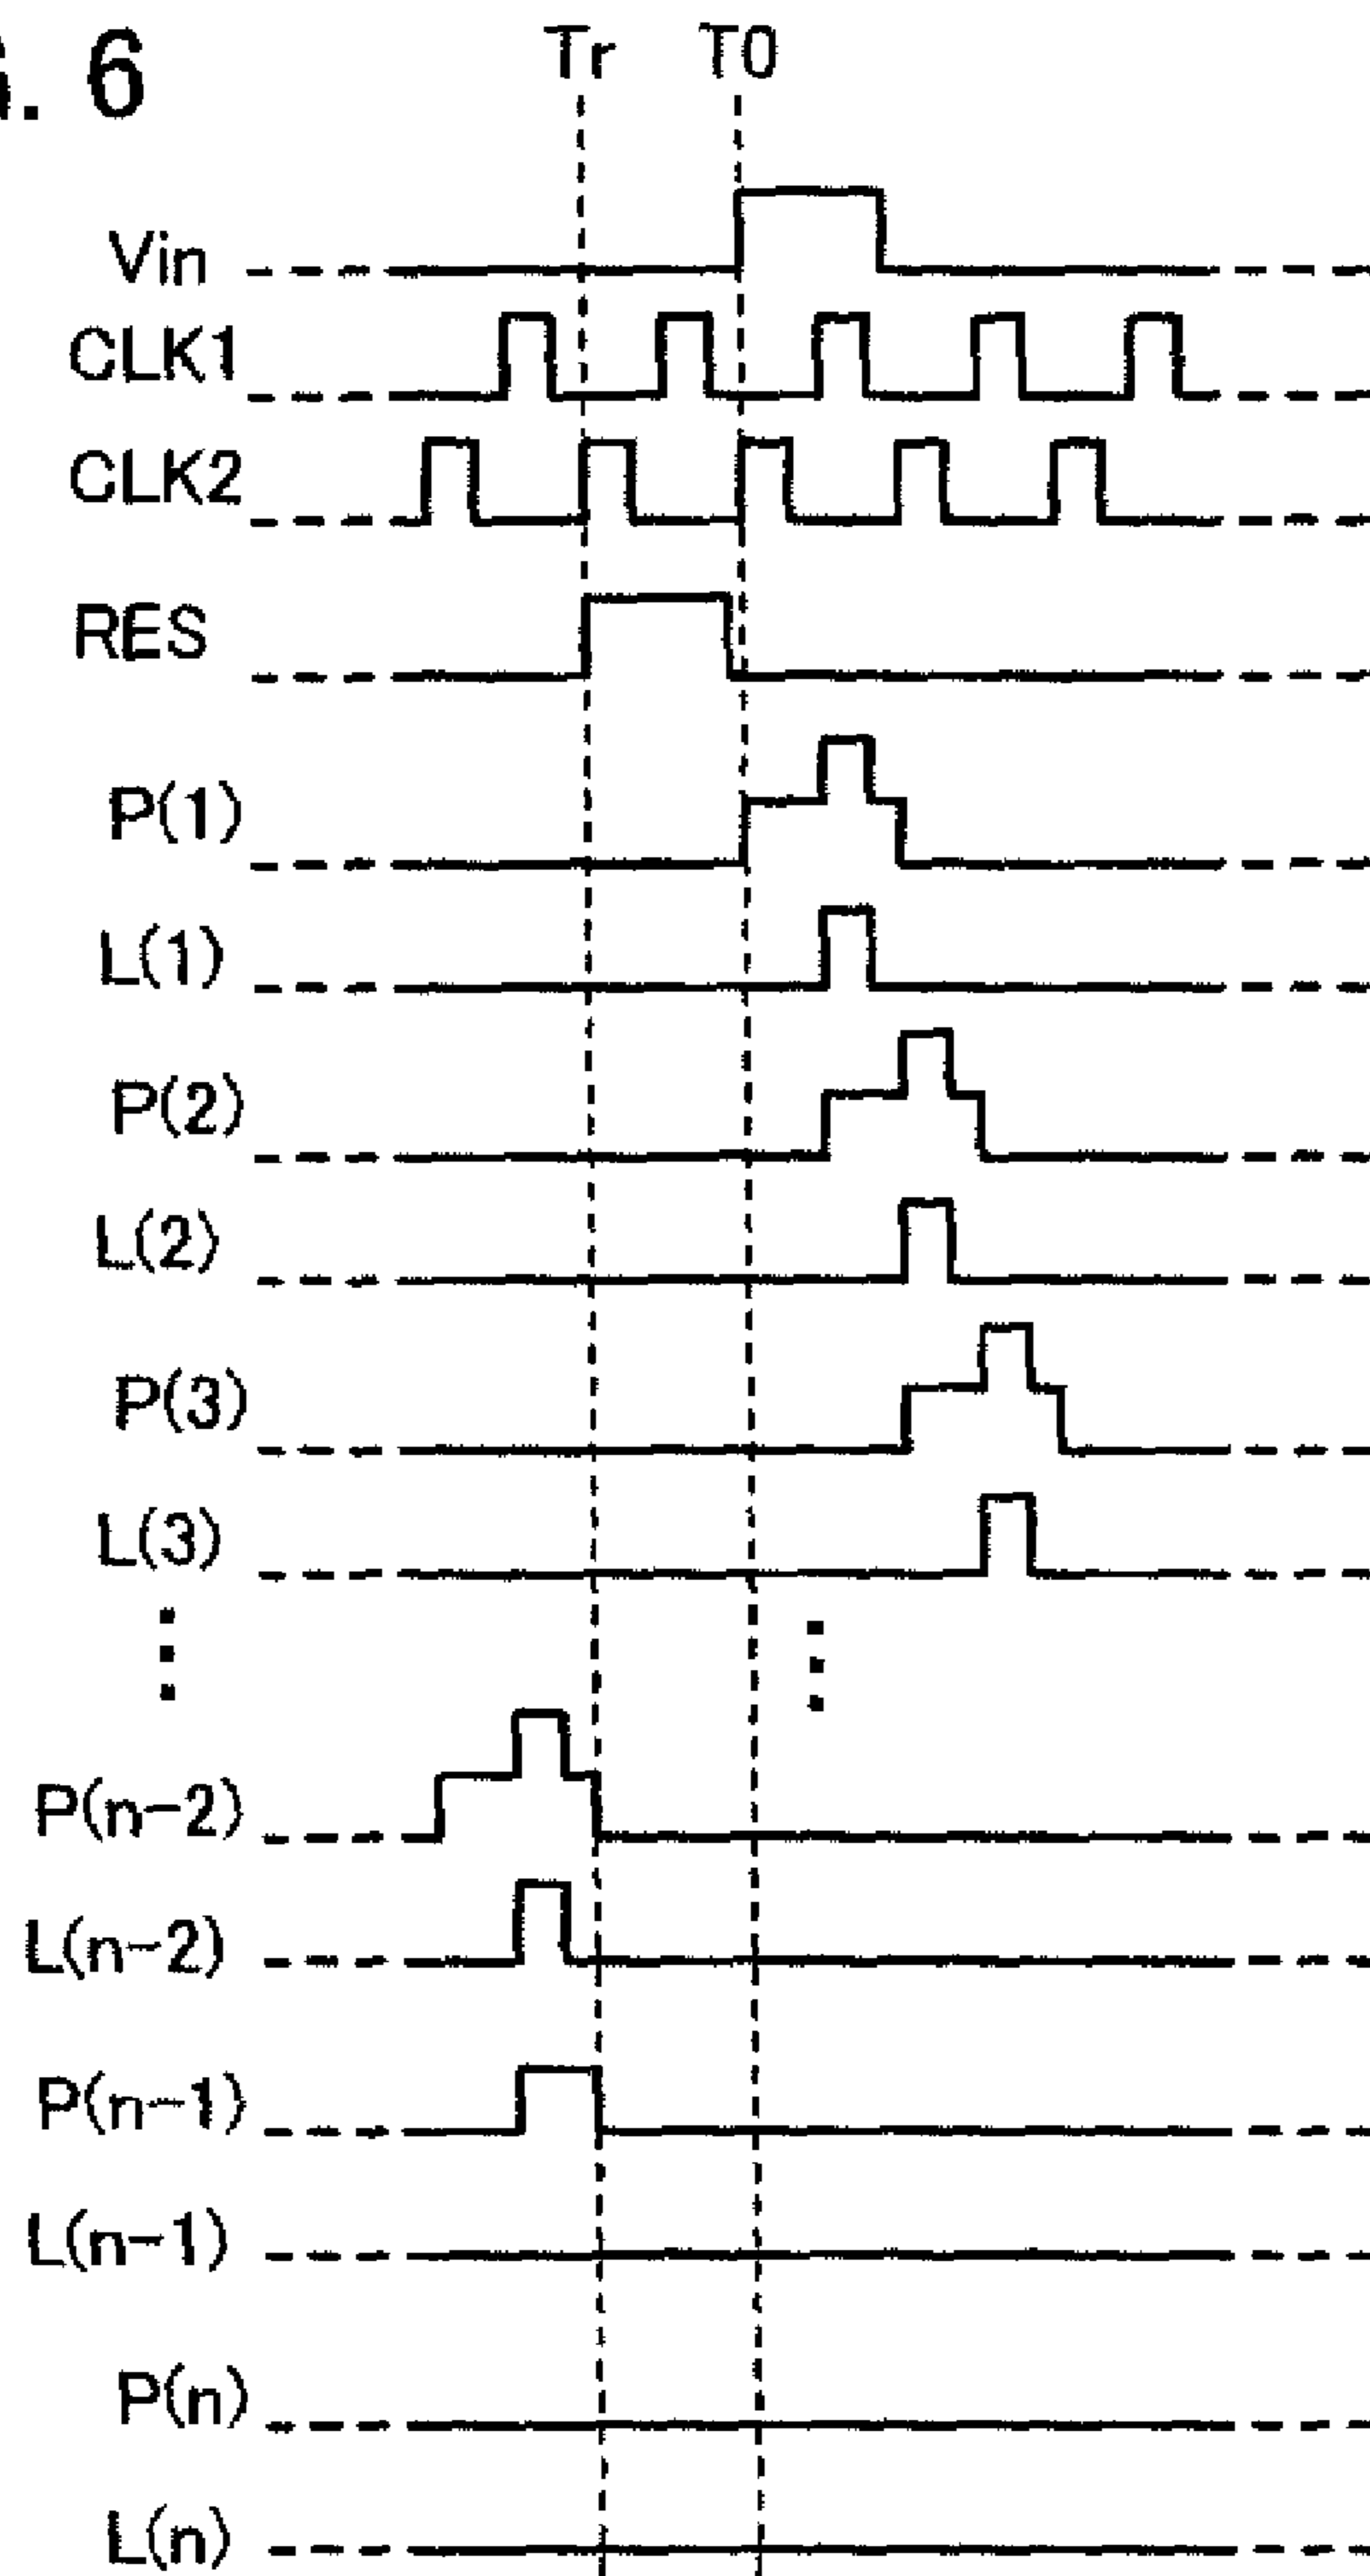 G. 6
Tr T0
Vin
CLK1
CLK2
RES
P(1)
L(1)
P(2)
L(2)
P(3)
L(3)
P(n-2)
L(n-2)
P(n-1)
L(n-1)
P(n)
L(n)